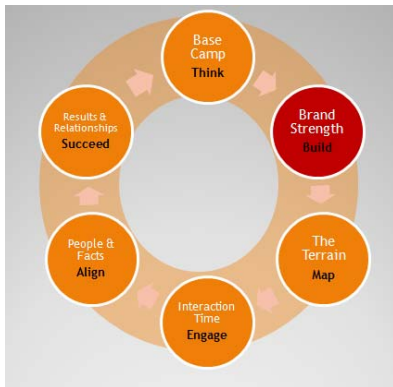 Base
Camp
Think
Brand
Strength
Build
The
Terrain
Map
Interaction
Time
Engage
People &
Facts
Align
Results &
Relationships
Succeed